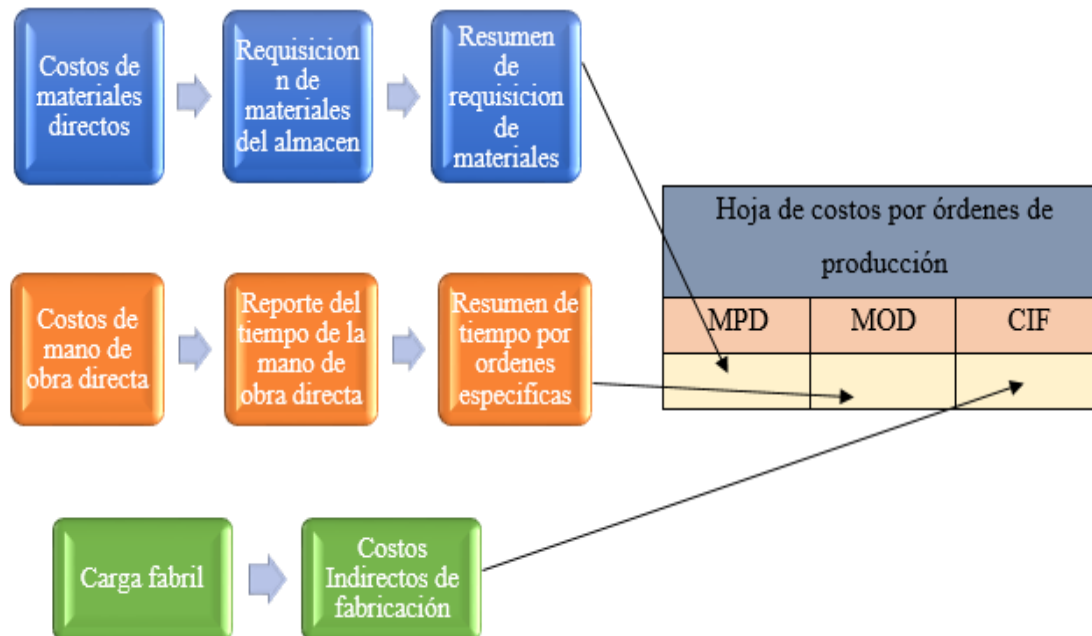 Costos de
materiales
directos
Requisicion
n de
materiales
del almacen
Resumen
de
requisicion
de
materiales
Hoja de costos por órdenes de
producción
MPD
MOD
CIF
Costos de
mano de
obra directa
Reporte del
tiempo de la
mano de
obra directa
Resumen de
tiempo por
ordenes
especificas
Carga fabril
Costos
Indirectos de
fabricación